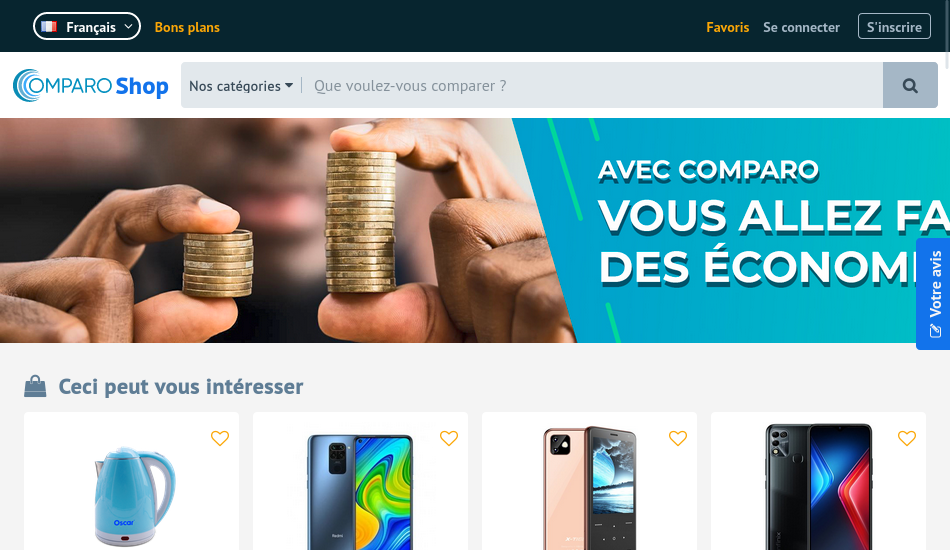 Français
Bons plans
Favoris
Se connecter
S'inscrire
COMPARO Shop
Nos catégories
Que voulez-vous comparer ?
AVEC COMPARO
VOUS ALLEZ FA
DES ÉCONOM
Votre avis
Ceci peut vous intéresser
Oscar
Redmi